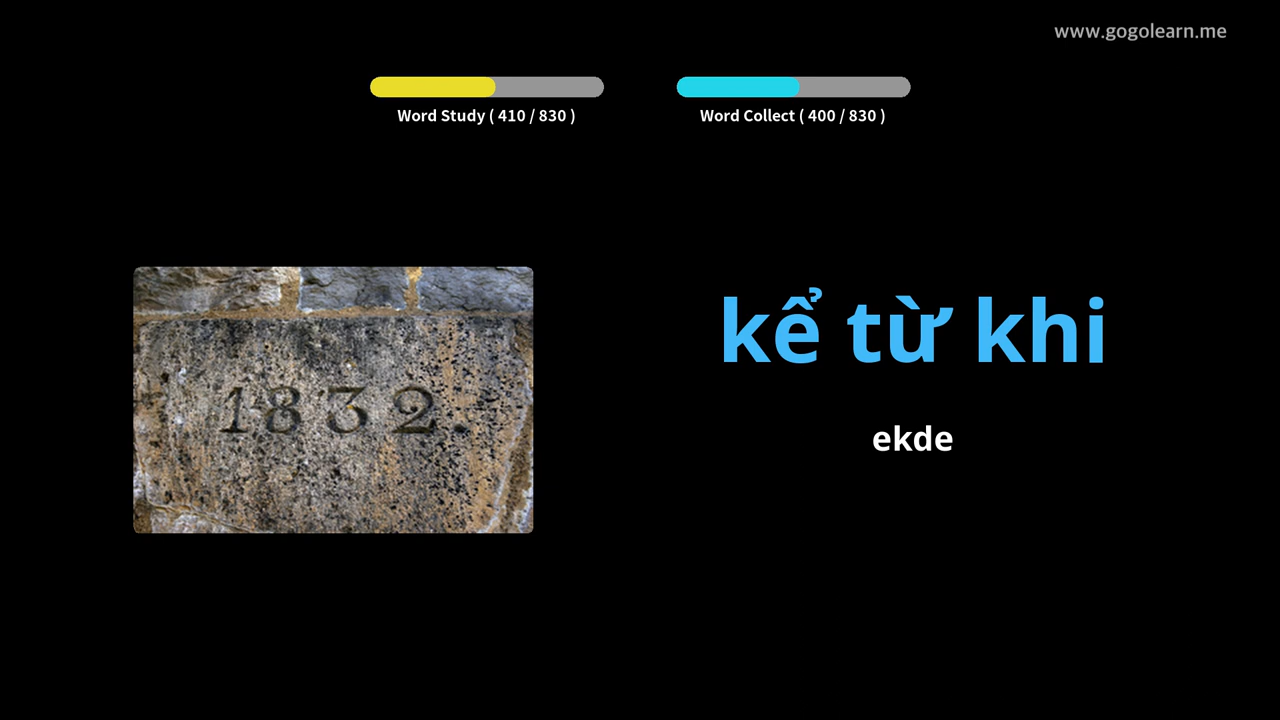 www.gogolearn.me
Word Study ( 410 / 830 )
Word Collect ( 400 / 830 )
1832.
kể từ khi
ekde